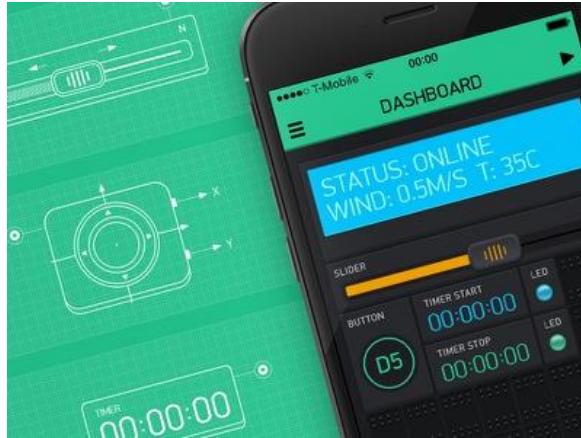 N
X
Y
TIMER
00:00:00
T-Mobile 00:00
DASHBOARD
STATUS: ONLINE
WIND: 0.5M/S T: 35C
SLIDER
BUTTON
D5
TIMER START
00:00:00
LED
TIMER STOP
00:00:00
LED